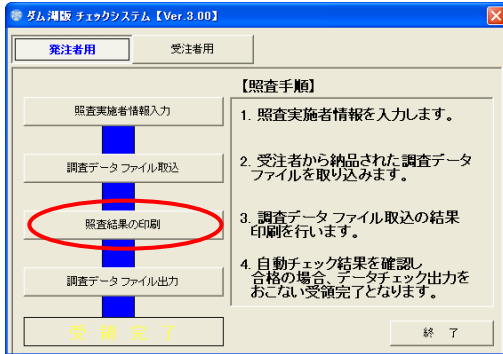 ダム湖版 チェックシステム【Ver.3.00】
発注者用
受注者用
照査実施者情報入力
調査データ ファイル取込
照査結果の印刷
調査データ ファイル出力
受 領 完 了
【照査手順】
1. 照査実施者情報を入力します。
2. 受注者から納品された調査データ
ファイルを取り込みます。
3. 調査データ ファイル取込の結果
印刷を行います。
4. 自動チェック結果を確認し
合格の場合、データチェック出力を
おこない受領完了となります。
終 了